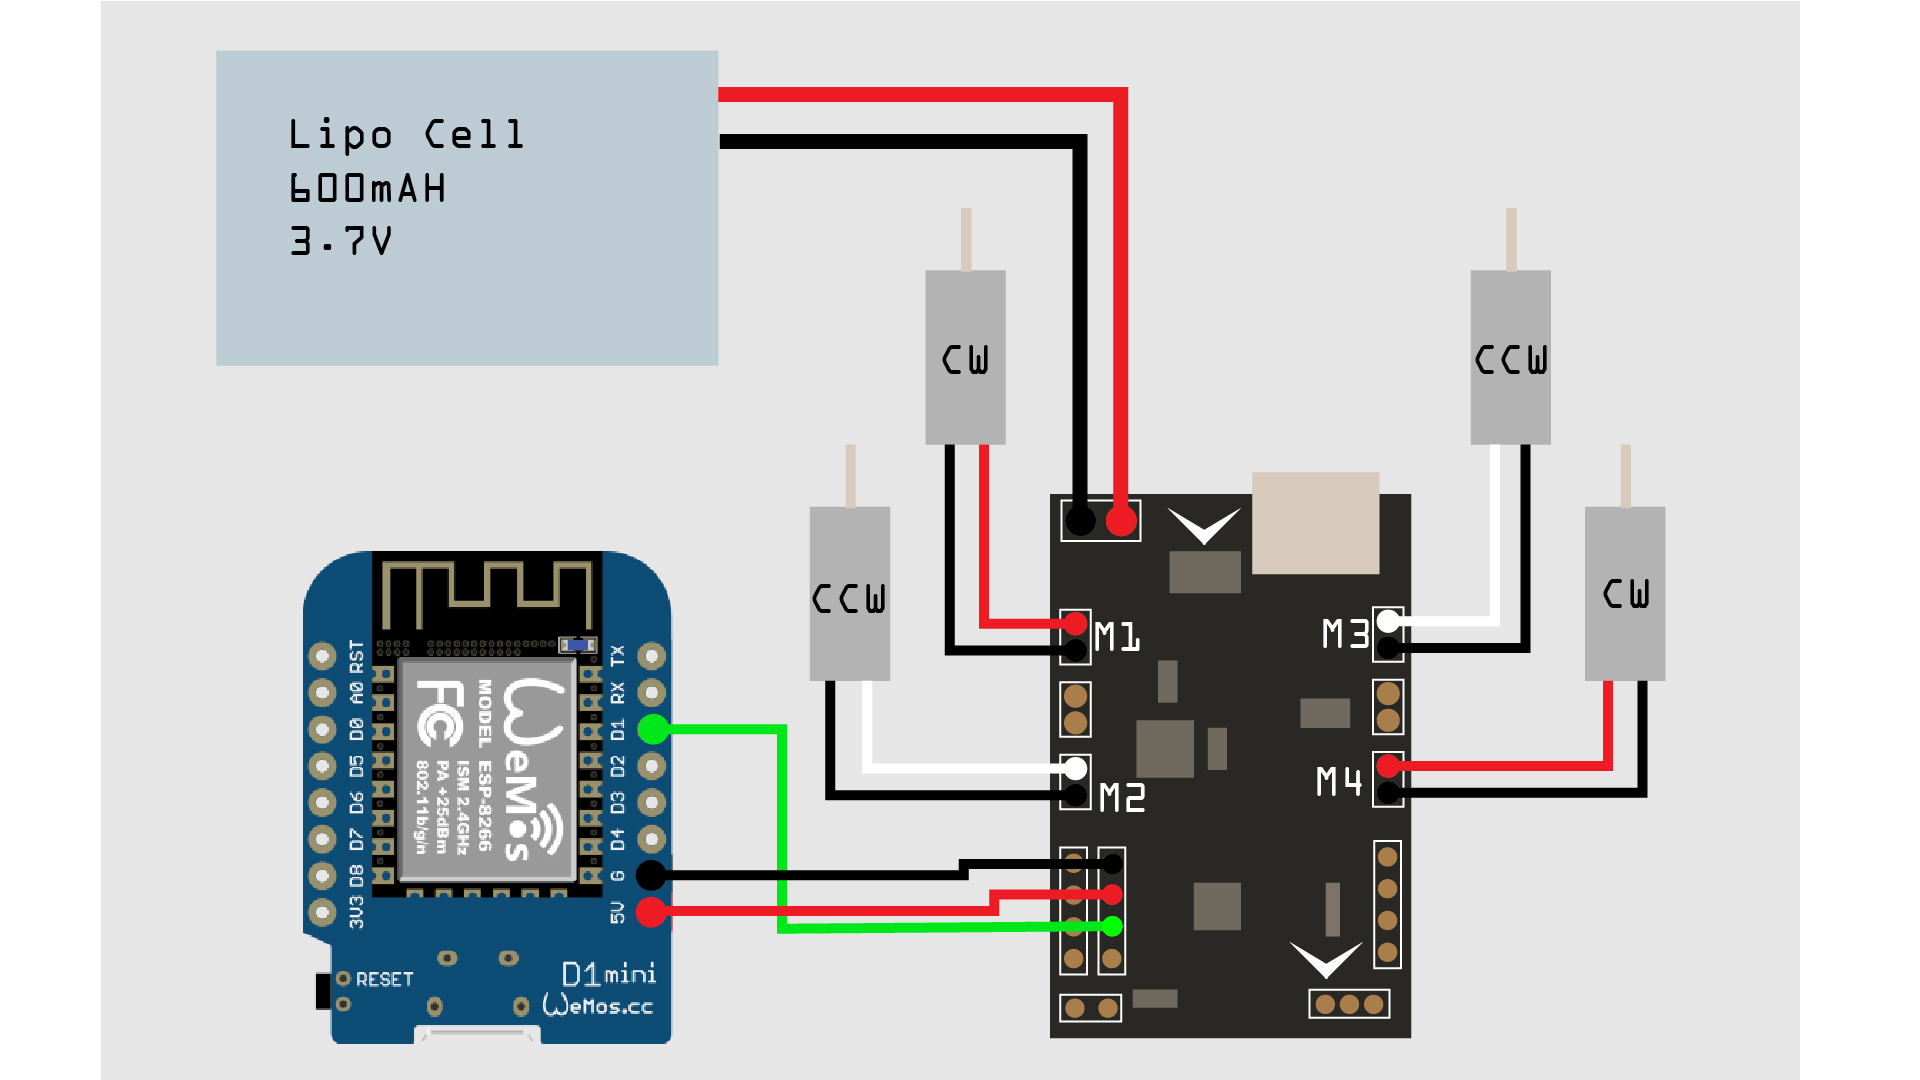 Lipo Cell
600mAH
3.7V
CW
CCW
CCW
CW
M1
M2
M3
M4
RST
A0
D0
D5
D6
D7
D8
3V3
TX
RX
D1
D2
D3
D4
G
5V
WeMos
MODEL ESP-8266
ISM 2.4GHz
PA +25dBm
802.11b/g/n
FC
RESET
D1 mini
WeMos.cc